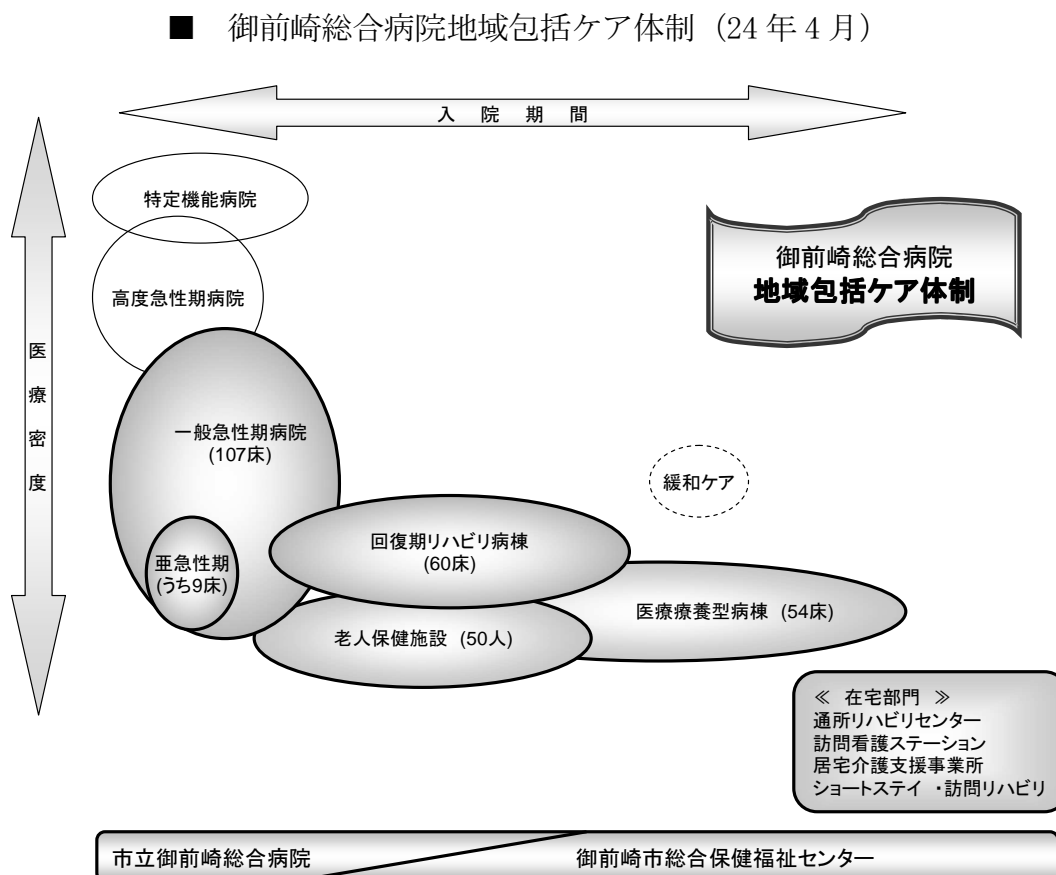 ■ 御前崎総合病院地域包括ケア体制（24年4月）
入院期間
医療密度
特定機能病院
高度急性期病院
御前崎総合病院
地域包括ケア体制
一般急性期病院
(107床)
緩和ケア
亜急性期
(うち9床)
回復期リハビリ病棟
(60床)
医療療養型病棟 (54床)
老人保健施設 (50人)
≪ 在宅部門 ≫
通所リハビリセンター
訪問看護ステーション
居宅介護支援事業所
ショートステイ ・訪問リハビリ
市立御前崎総合病院
御前崎市総合保健福祉センター